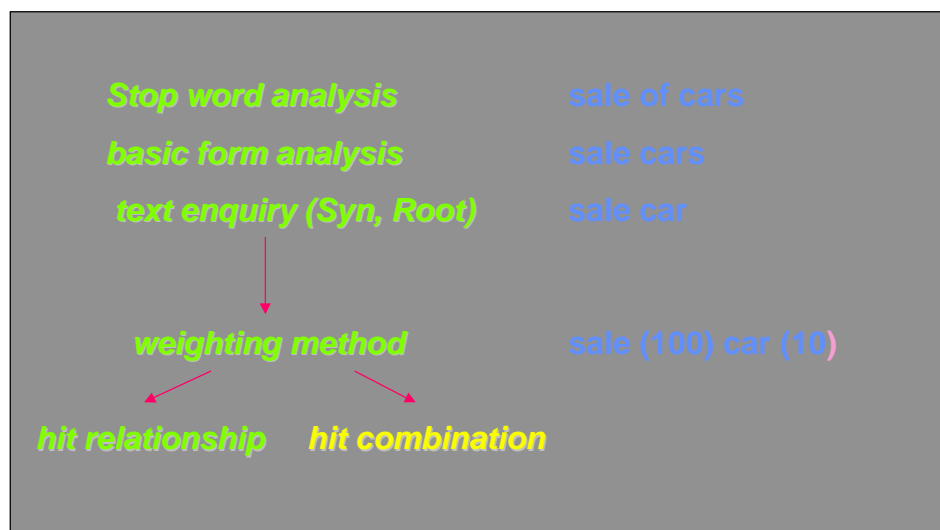 Stop word analysis sale of cars
basic form analysis sale cars
text enquiry (Syn, Root) sale car
weighting method sale (100) car (10)
hit relationship hit combination